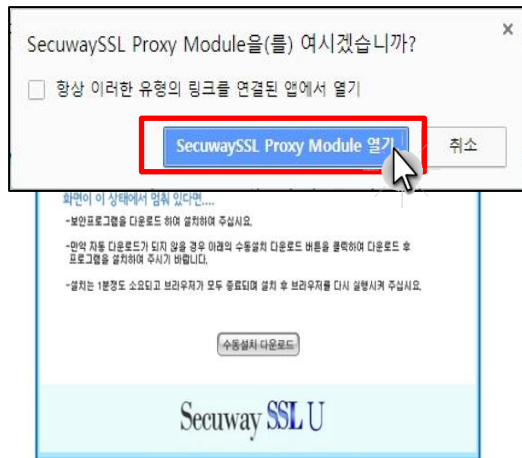 SecuwaySSL Proxy Module을(를) 여시겠습니까?
항상 이러한 유형의 링크를 연결된 앱에서 열기
SecuwaySSL Proxy Module 열기
취소
화면이 이 상태에서 멈춰 있다면....
-보안프로그램을 다운로드 하여 설치하여 주십시요.
-만약 자동 다운로드가 되지 않을 경우 아래의 수동설치 다운로드 버튼을 클릭하여 다운로드 후
프로그램을 설치하여 주시기 바랍니다.
-설치는 1분정도 소요되고 브라우저가 모두 종료되며 설치 후 브라우저를 다시 실행시켜 주십시요.
수동설치 다운로드
Secuway SSL U